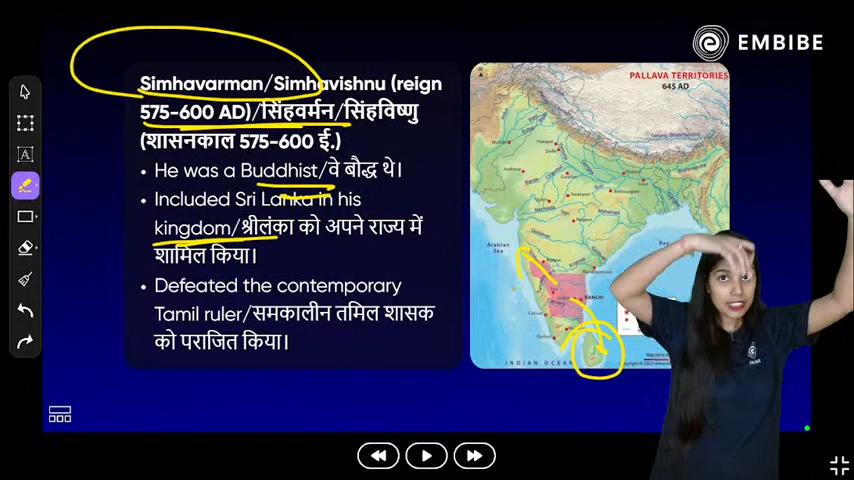 EMBIBE
Simhavarman/Simhavishnu (reign
575-600 AD)/सिंहवर्मन/सिंहविष्णु
(शासनकाल 575-600 ई.)
• He was a Buddhist/वे बौद्ध थे।
• Included Sri Lanka in his
kingdom/श्रीलंका को अपने राज्य में
शामिल किया।
• Defeated the contemporary
Tamil ruler/समकालीन तमिल शासक
को पराजित किया।
PALLAVA TERRITORIES
645 AD
Arabian
Sea
Bay
KANCHI
INDIAN OCEAN